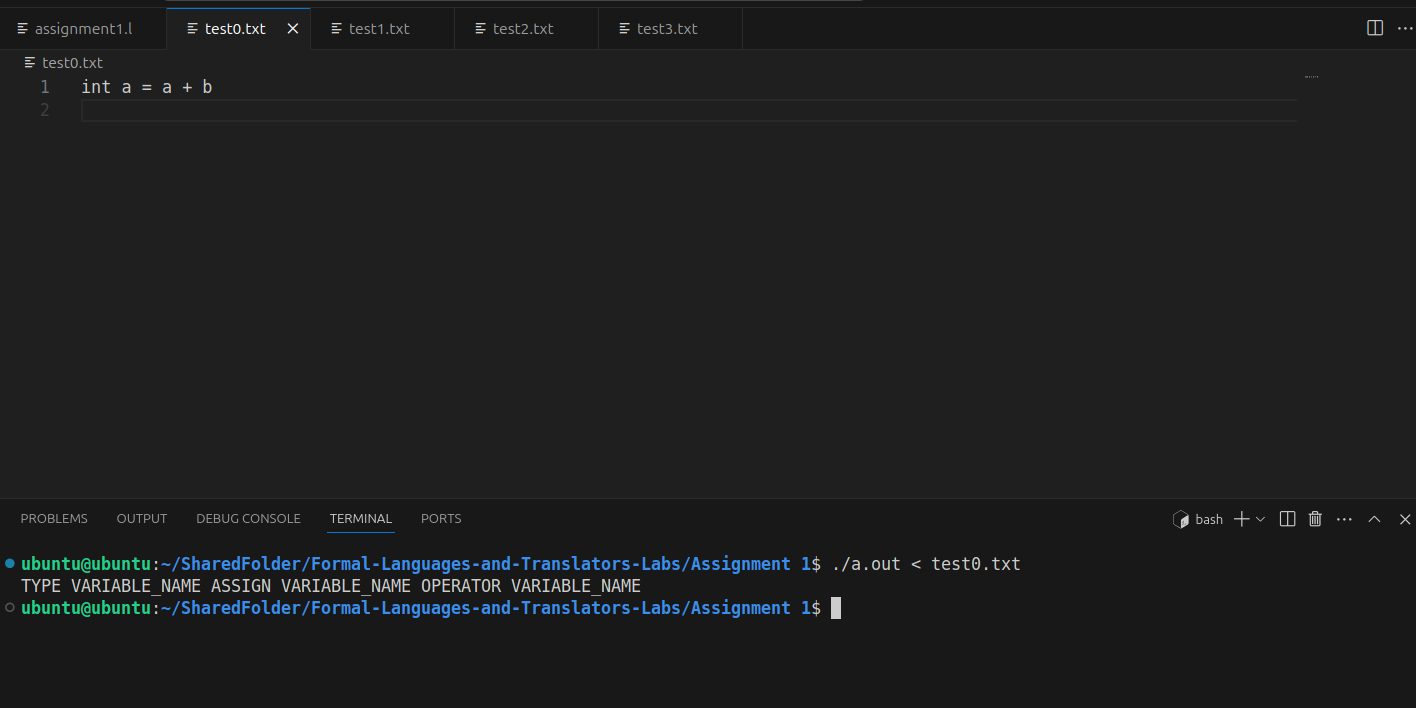 assignment1.l test0.txt test1.txt test2.txt test3.txt
test0.txt
1 int a = a + b
2
PROBLEMS OUTPUT DEBUG CONSOLE TERMINAL PORTS bash
ubuntu@ubuntu:~/SharedFolder/Formal-Languages-and-Translators-Labs/Assignment 1$ ./a.out < test0.txt
TYPE VARIABLE_NAME ASSIGN VARIABLE_NAME OPERATOR VARIABLE_NAME
ubuntu@ubuntu:~/SharedFolder/Formal-Languages-and-Translators-Labs/Assignment 1$